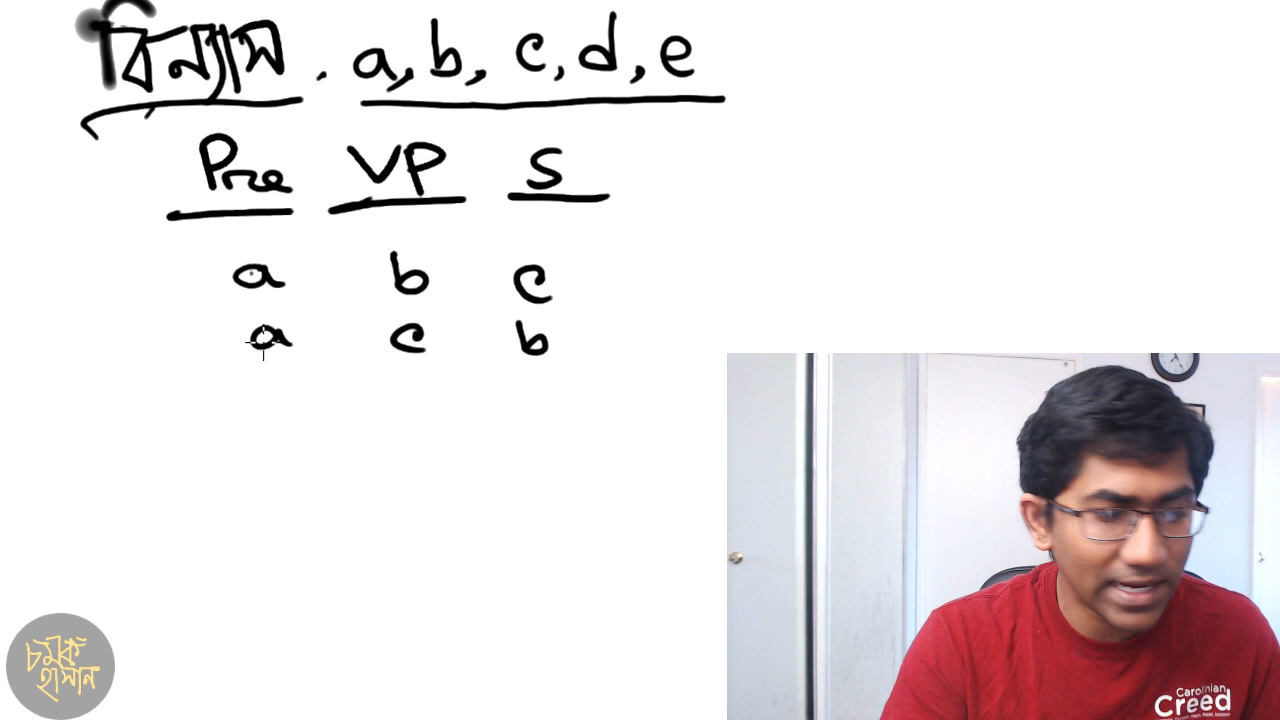 বিন্যাস . a, b, c, d, e
Pre VP S
a b c
a c b
Carolinian
Creed
চমক
হাসান